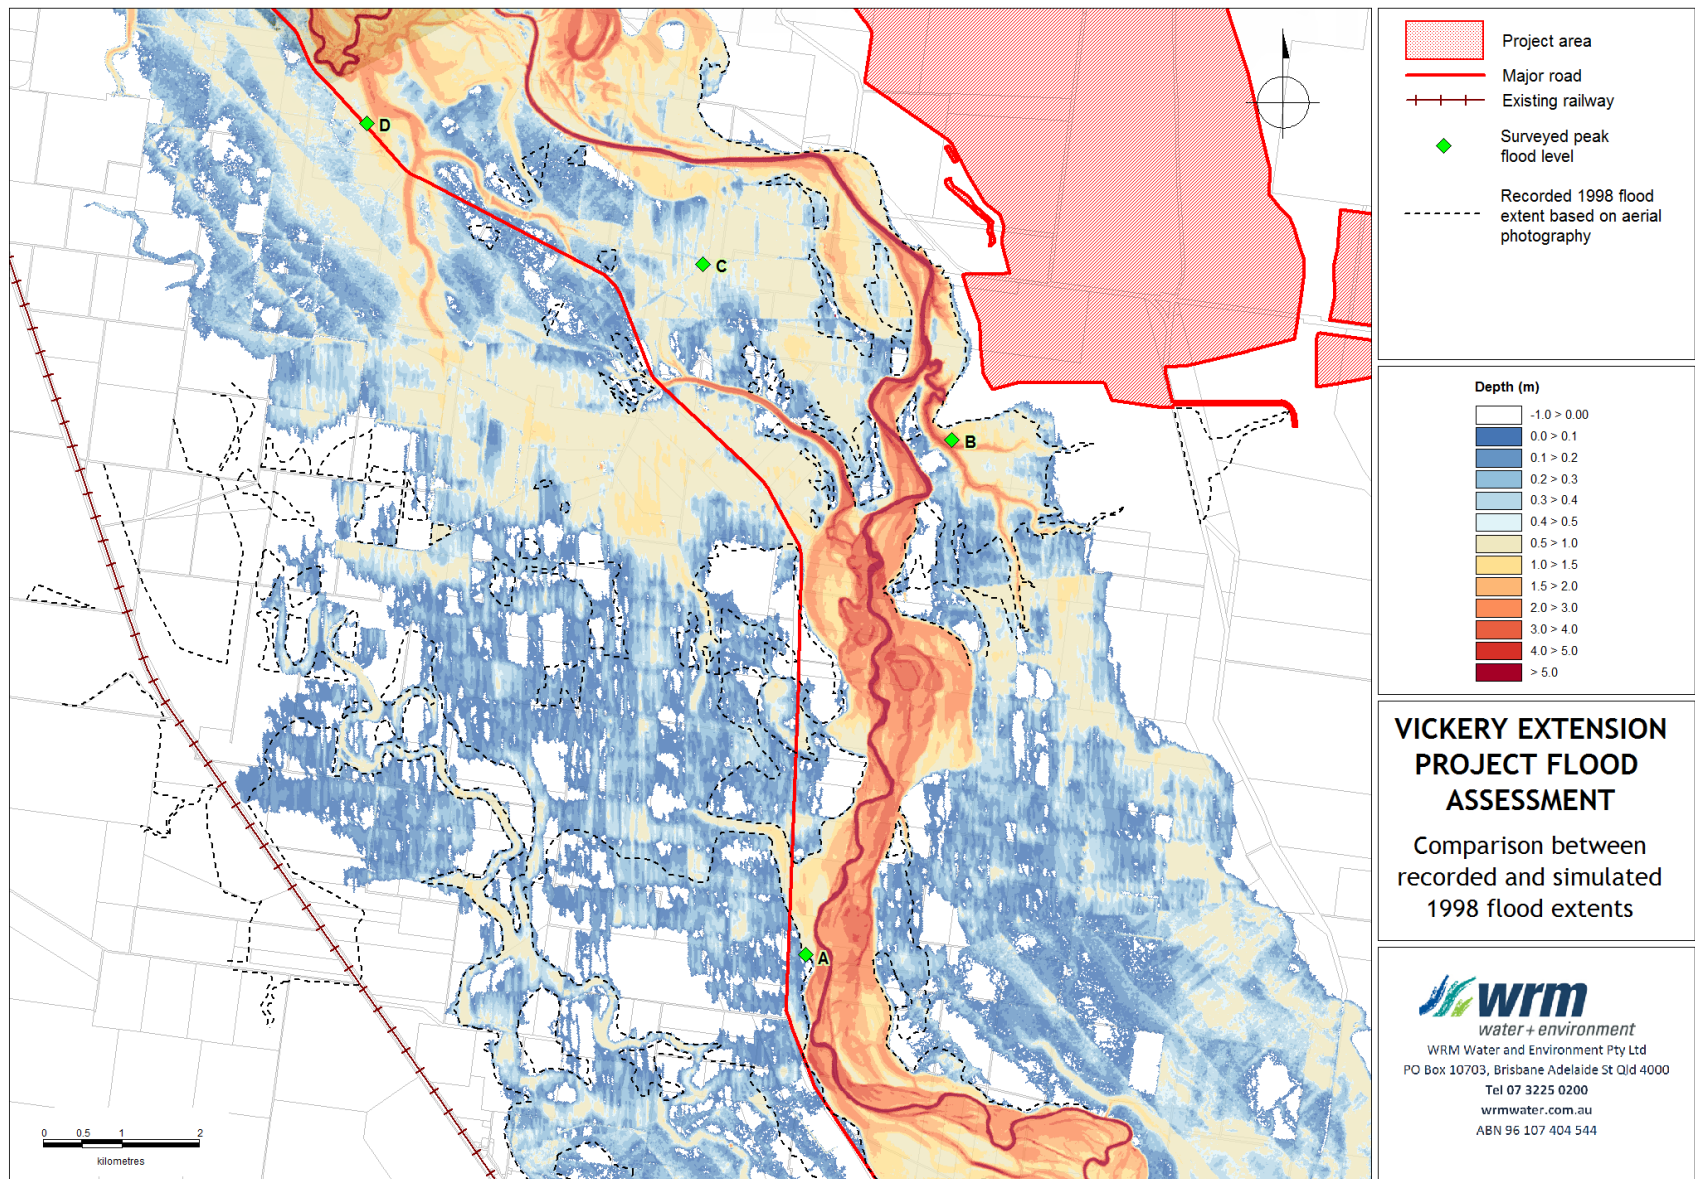 D
C
B
A
0 0.5 1 2
kilometres
Project area
Major road
Existing railway
Surveyed peak
flood level
Recorded 1998 flood
extent based on aerial
photography
Depth (m)
-1.0 > 0.00
0.0 > 0.1
0.1 > 0.2
0.2 > 0.3
0.3 > 0.4
0.4 > 0.5
0.5 > 1.0
1.0 > 1.5
1.5 > 2.0
2.0 > 3.0
3.0 > 4.0
4.0 > 5.0
> 5.0
VICKERY EXTENSION
PROJECT FLOOD
ASSESSMENT
Comparison between
recorded and simulated
1998 flood extents
wrm
water + environment
WRM Water and Environment Pty Ltd
PO Box 10703, Brisbane Adelaide St Qld 4000
Tel 07 3225 0200
wrmwater.com.au
ABN 96 107 404 544